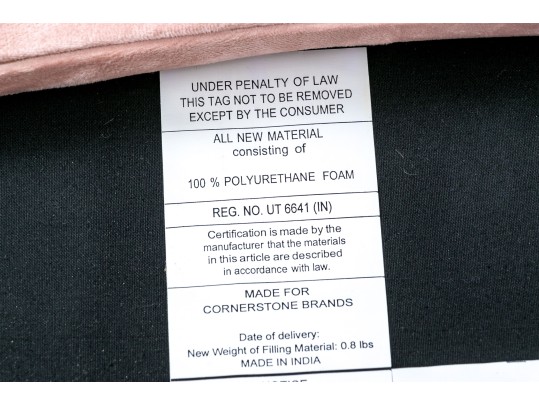 UNDER PENALTY OF LAW
THIS TAG NOT TO BE REMOVED
EXCEPT BY THE CONSUMER
ALL NEW MATERIAL
consisting of
100 % POLYURETHANE FOAM
REG. NO. UT 6641 (IN)
Certification is made by the
manufacturer that the materials
in this article are described
in accordance with law.
MADE FOR
CORNERSTONE BRANDS
Date of delivery:
New Weight of Filling Material: 0.8 lbs
MADE IN INDIA